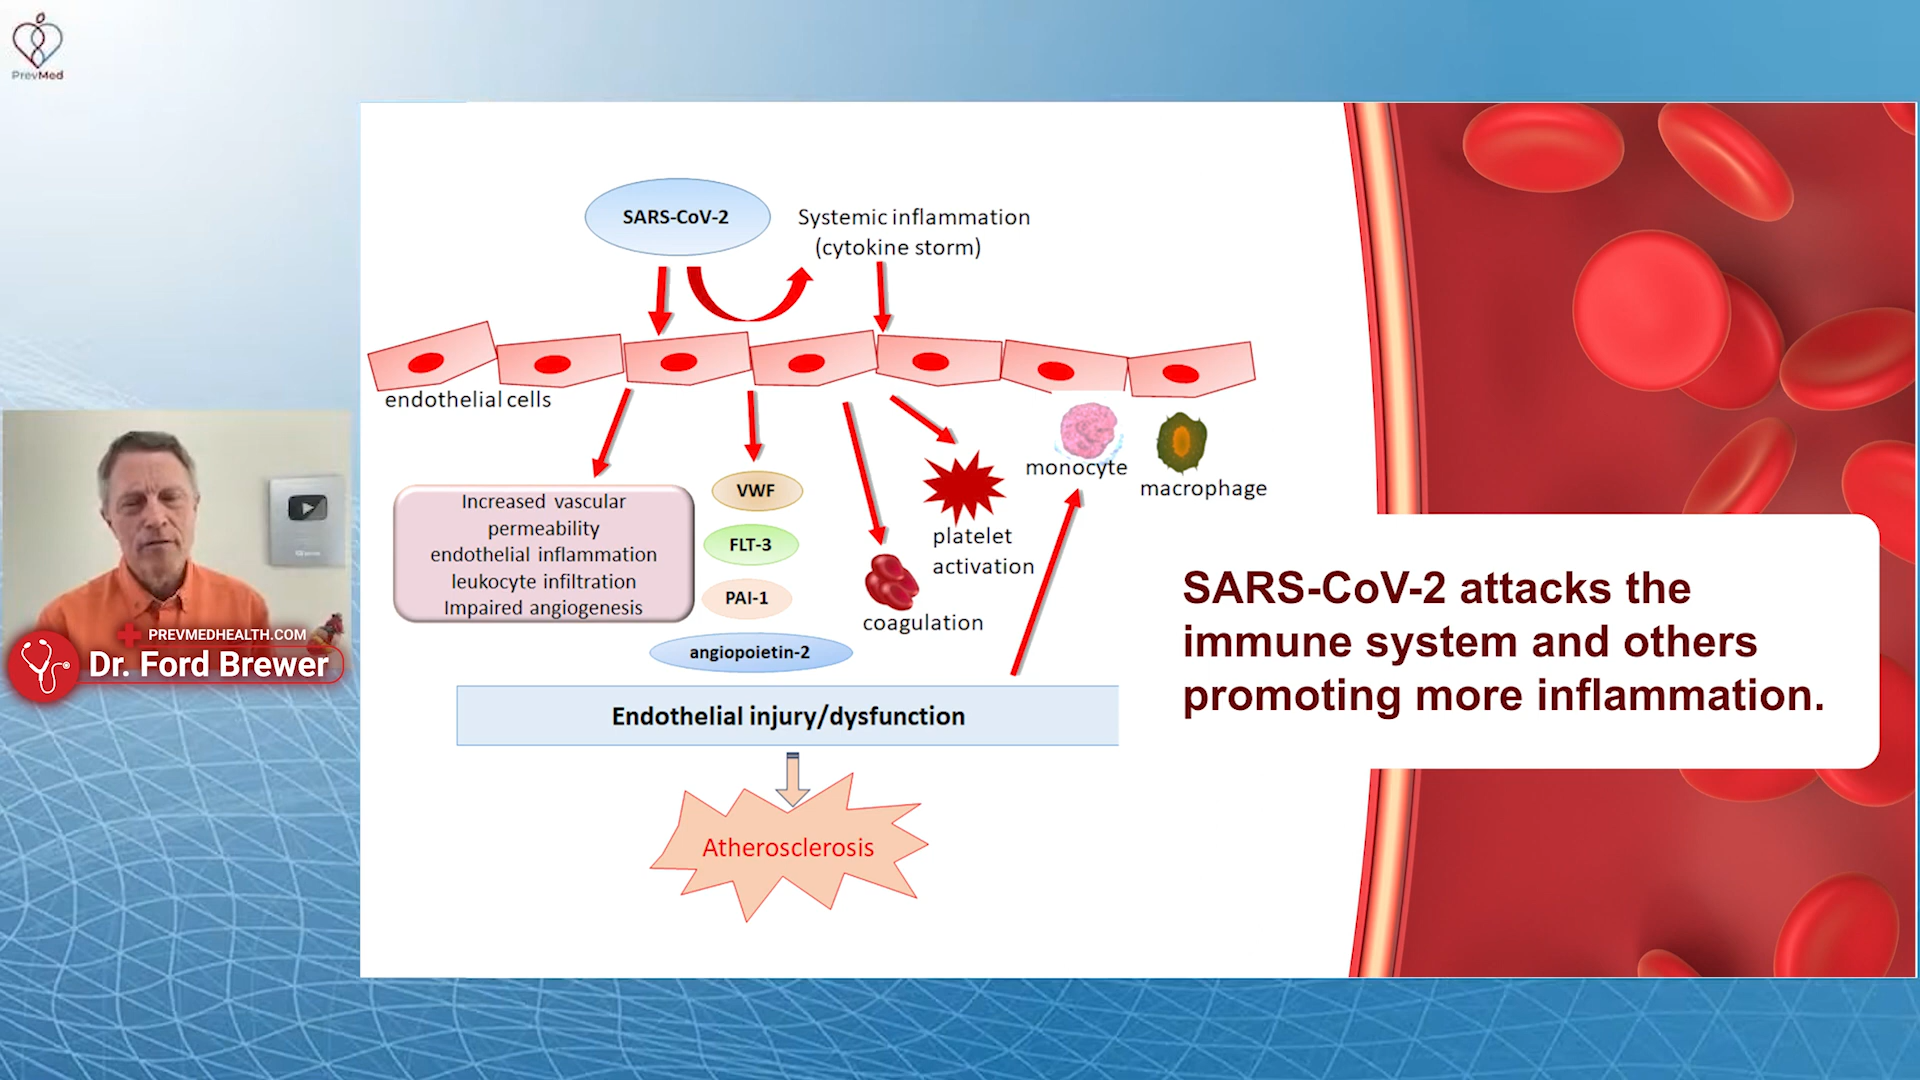 PrevMed
SARS-CoV-2
Systemic inflammation
(cytokine storm)
endothelial cells
Increased vascular
permeability
endothelial inflammation
leukocyte infiltration
Impaired angiogenesis
VWF
FLT-3
PAI-1
angiopoietin-2
platelet
activation
coagulation
monocyte
macrophage
Endothelial injury/dysfunction
Atherosclerosis
SARS-CoV-2 attacks the
immune system and others
promoting more inflammation.
PREVMEDHEALTH.COM
Dr. Ford Brewer